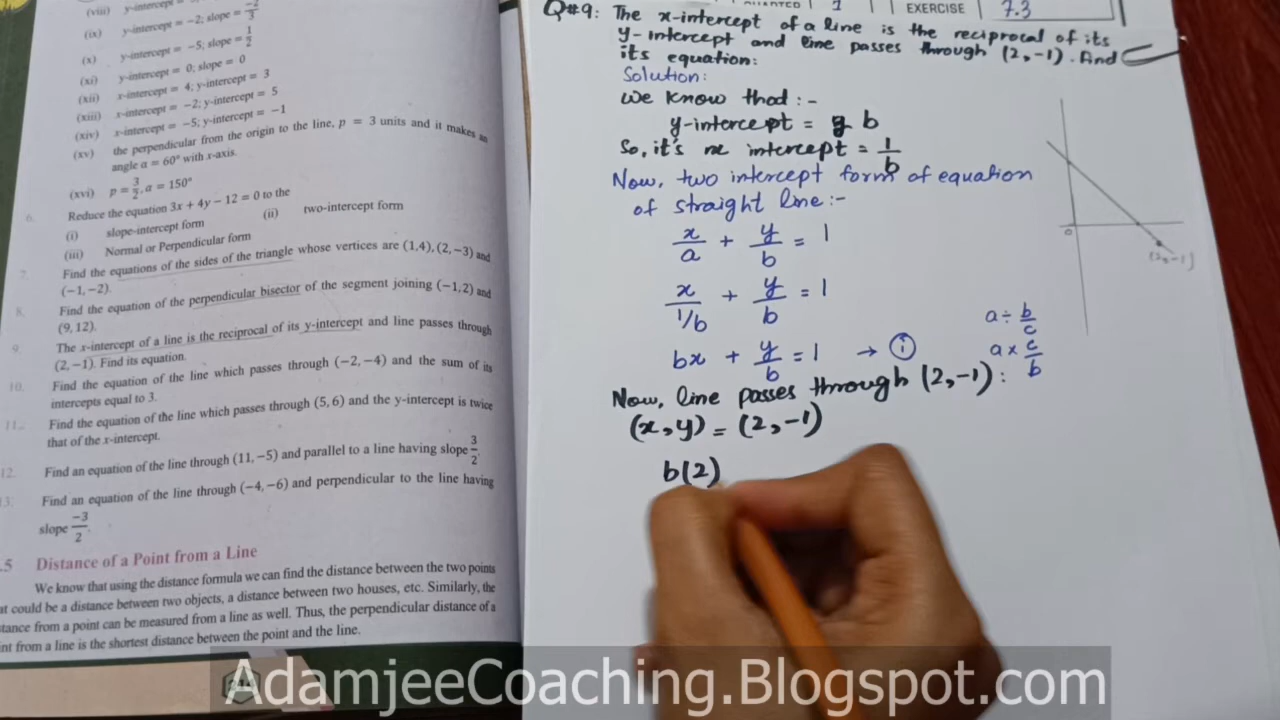 (viii) y-intercept =
(ix) y-intercept = −2; slope = −2/3
(x) y-intercept = −5; slope = 1/2
(xi) y-intercept = 0; slope = 0
(xii) x-intercept = 4; y-intercept = 3
(xiii) x-intercept = −2; y-intercept = 5
(xiv) x-intercept = −5; y-intercept = −1
(xv) the perpendicular from the origin to the line, p = 3 units and it makes an
angle α = 60° with x-axis.
(xvi) p = 3/2, α = 150°
6. Reduce the equation 3x + 4y − 12 = 0 to the
(i) slope-intercept form (ii) two-intercept form
(iii) Normal or Perpendicular form
7. Find the equations of the sides of the triangle whose vertices are (1,4), (2, −3) and
(−1, −2).
8. Find the equation of the perpendicular bisector of the segment joining (−1, 2) and
(9, 12).
9. The x-intercept of a line is the reciprocal of its y-intercept and line passes through
(2, −1). Find its equation.
10. Find the equation of the line which passes through (−2, −4) and the sum of its
intercepts equal to 3.
11. Find the equation of the line which passes through (5, 6) and the y-intercept is twice
that of the x-intercept.
12. Find an equation of the line through (11, −5) and parallel to a line having slope 3/2.
13. Find an equation of the line through (−4, −6) and perpendicular to the line having
slope −3/2.
.5 Distance of a Point from a Line
We know that using the distance formula we can find the distance between the two points
at could be a distance between two objects, a distance between two houses, etc. Similarly, the
stance from a point can be measured from a line as well. Thus, the perpendicular distance of a
int from a line is the shortest distance between the point and the line.
EXERCISE 7.3
Q#9: The x-intercept of a line is the reciprocal of its
y-intercept and line passes through (2,-1). Find
its equation:
Solution:
We know that :-
y-intercept = b
So, it's x intercept = 1/b
Now, two intercept form of equation
of straight line:-
x/a + y/b = 1
x/1/b + y/b = 1
a ÷ b/c
bx + y/b = 1 → (i)
a × c/b
Now, line passes through (2,-1):
(x,y) = (2,-1)
b(2)
0
(2,-1)
AdamjeeCoaching.Blogspot.com